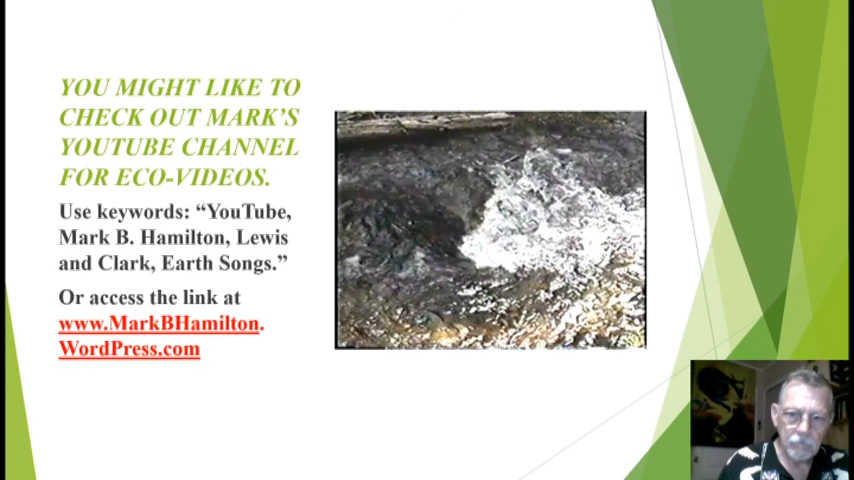 YOU MIGHT LIKE TO
CHECK OUT MARK’S
YOUTUBE CHANNEL
FOR ECO-VIDEOS.
Use keywords: “YouTube,
Mark B. Hamilton, Lewis
and Clark, Earth Songs.”
Or access the link at
www.MarkBHamilton.
WordPress.com